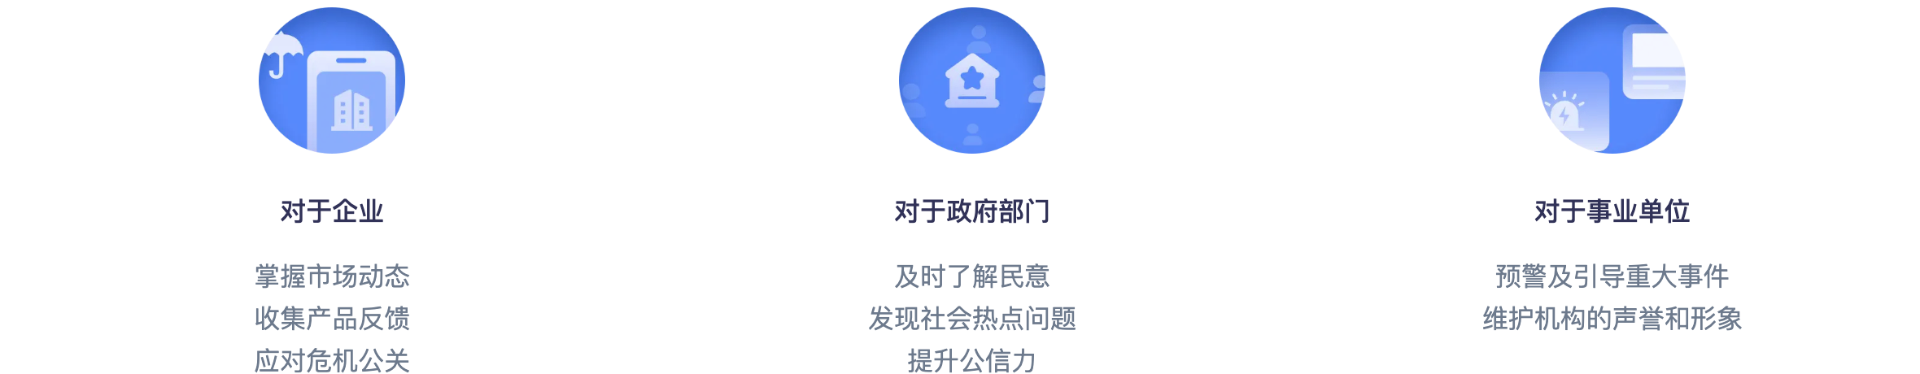 对于企业
掌握市场动态
收集产品反馈
应对危机公关
对于政府部门
及时了解民意
发现社会热点问题
提升公信力
对于事业单位
预警及引导重大事件
维护机构的声誉和形象